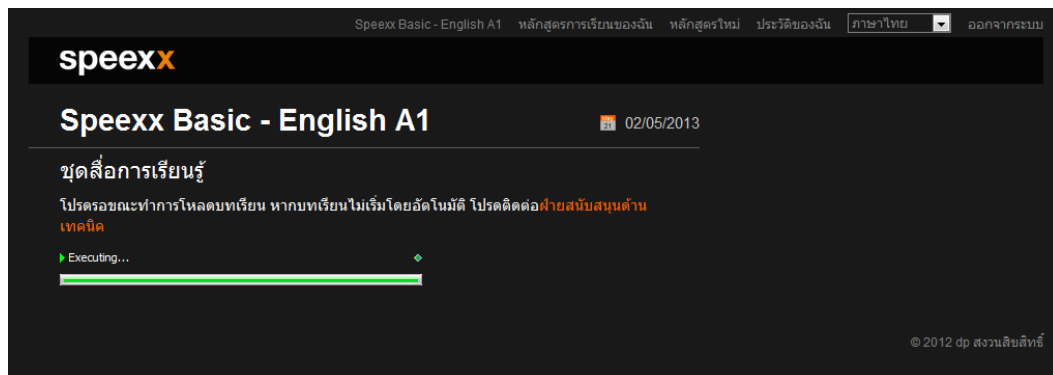 Speexx Basic - English A1 หลักสูตรการเรียนของฉัน หลักสูตรใหม่ ประวัติของฉัน ภาษาไทย ออกจากระบบ
speexx
Speexx Basic - English A1 02/05/2013
ชุดสื่อการเรียนรู้
โปรดรอขณะทำการโหลดบทเรียน หากบทเรียนไม่เริ่มโดยอัตโนมัติ โปรดติดต่อฝ่ายสนับสนุนด้าน
เทคนิค
Executing...
© 2012 dp สงวนสิขสิทธิ์